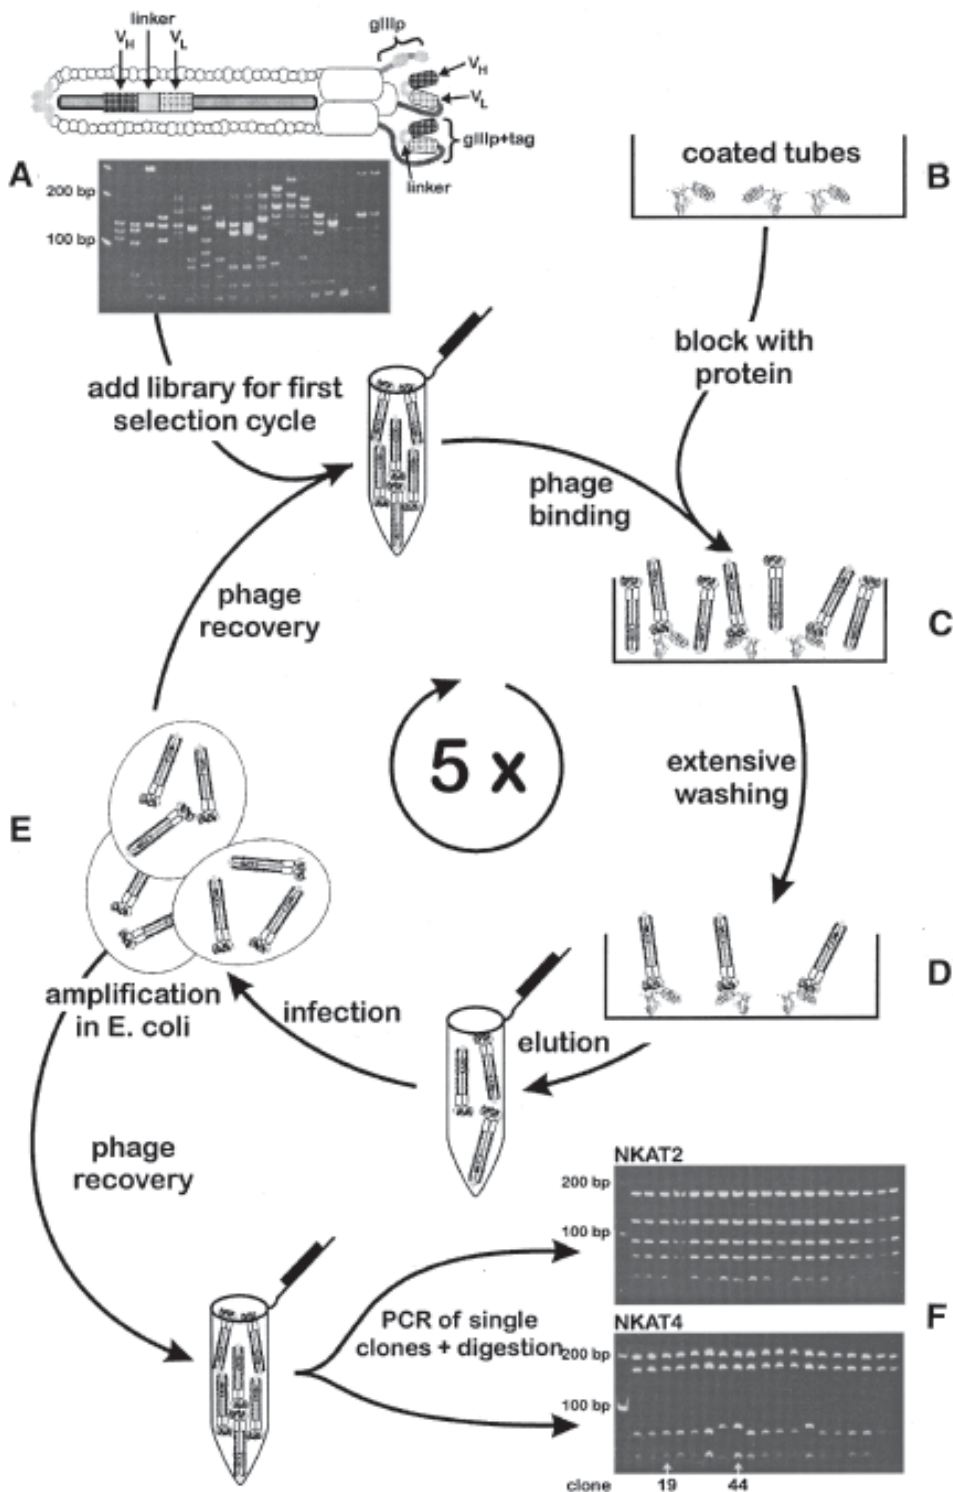 linker
VH
VL
gIIIp
VH
VL
gIIIp+tag
linker
A
200 bp
100 bp
coated tubes
B
block with
protein
add library for first
selection cycle
phage
binding
C
phage
recovery
5 x
extensive
washing
E
D
amplification
in E. coli
infection
elution
phage
recovery
NKAT2
200 bp
100 bp
PCR of single
clones + digestion
F
NKAT4
200 bp
100 bp
clone 19 44